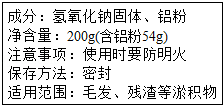 成分：氢氧化钠固体、铝粉
净含量：200g(含铝粉54g)
注意事项：使用时要防明火
保存方法：密封
适用范围：毛发、残渣等淤积物